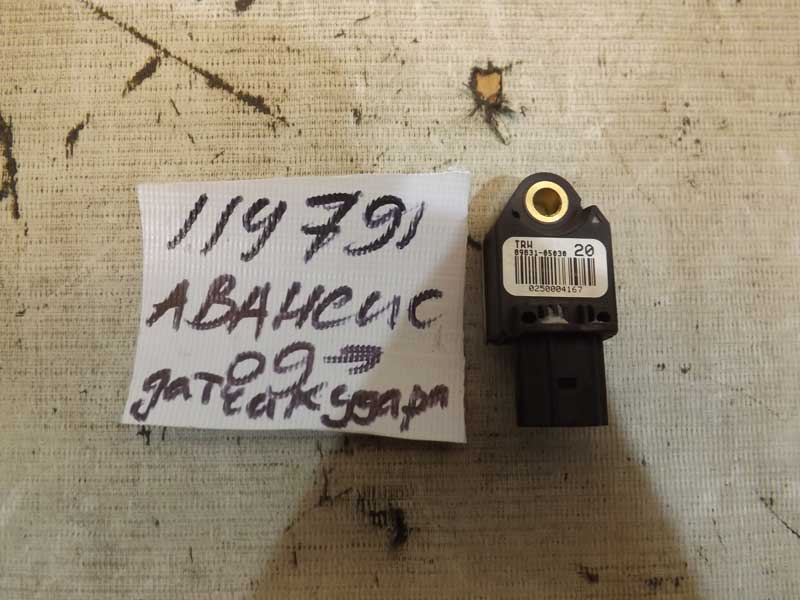 119791
АВАНСИС
09→
датчик удара
TRW
89831-05030 20
0250004167